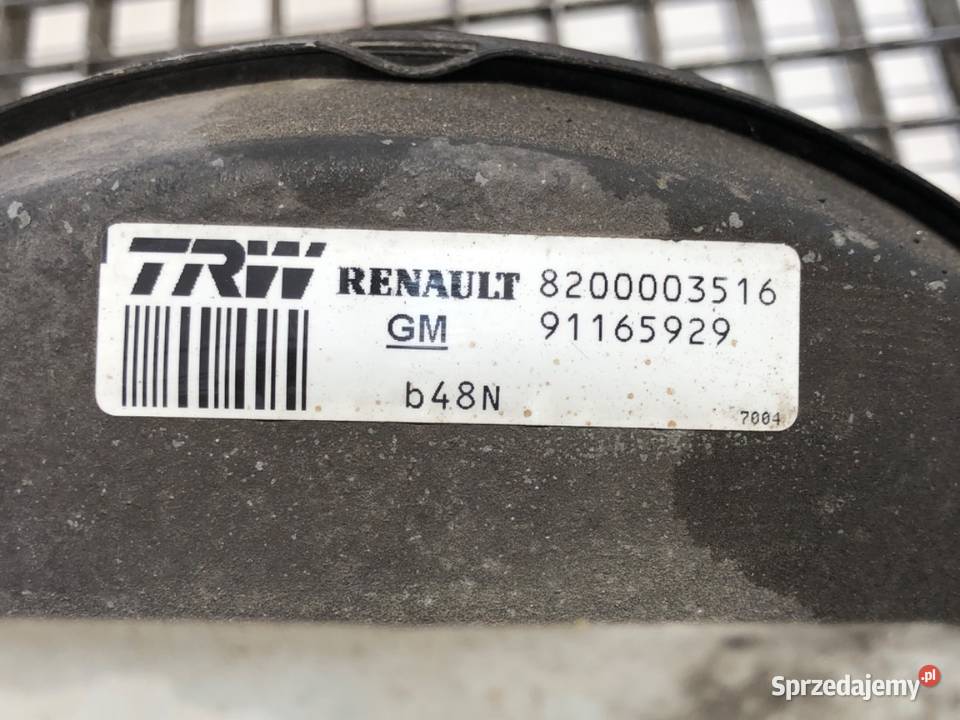 TRW RENAULT 8200003516
GM 91165929
b48N
7004
Sprzedajemy.pl